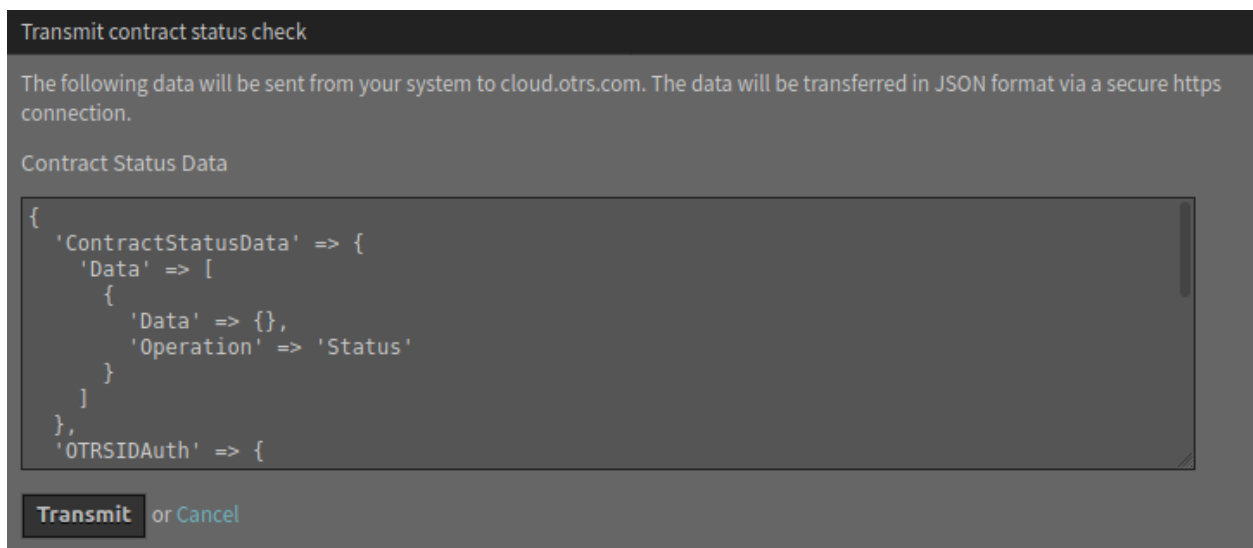 Transmit contract status check
The following data will be sent from your system to cloud.otrs.com. The data will be transferred in JSON format via a secure https
connection.
Contract Status Data
{
  'ContractStatusData' => {
    'Data' => [
      {
        'Data' => {},
        'Operation' => 'Status'
      }
    ]
  },
  'OTRSIDAuth' => {
Transmit or Cancel